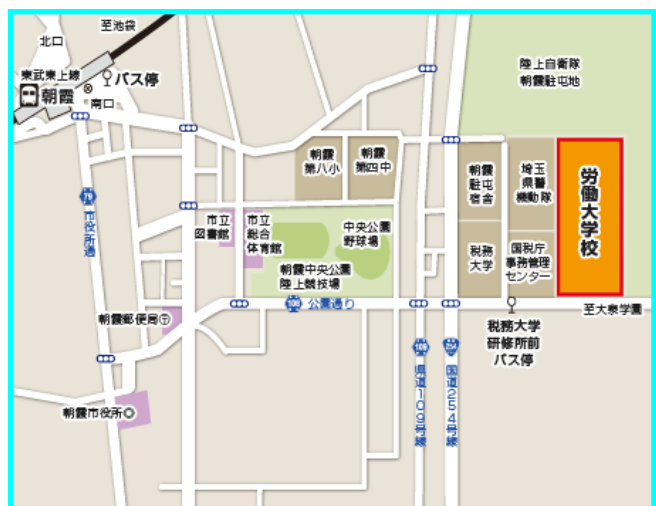 至池袋
北口
東武東上線
バス停
朝霞
南口
陸上自衛隊
朝霞駐屯地
朝霞
第八小
朝霞
第四中
朝霞
駐屯
宿舎
埼玉
県警
機動隊
労働大学校
79
市役所通
市立
図書館
市立
総合
体育館
中央公園
野球場
朝霞中央公園
陸上競技場
税務
大学
国税庁
事務管理
センター
108
公園通り
至大泉学園
朝霞郵便局〒
税務大学
研修所前
バス停
109
県道109号線
254
国道254号線
朝霞市役所◎